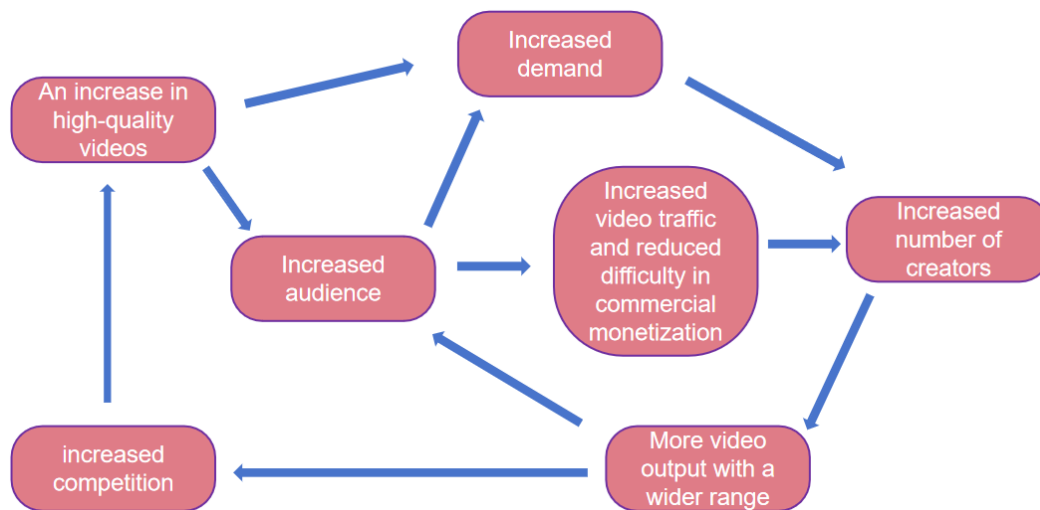 Increased
demand
An increase in
high-quality
videos
Increased
video traffic
and reduced
difficulty in
commercial
monetization
Increased
number of
creators
Increased
audience
increased
competition
More video
output with a
wider range